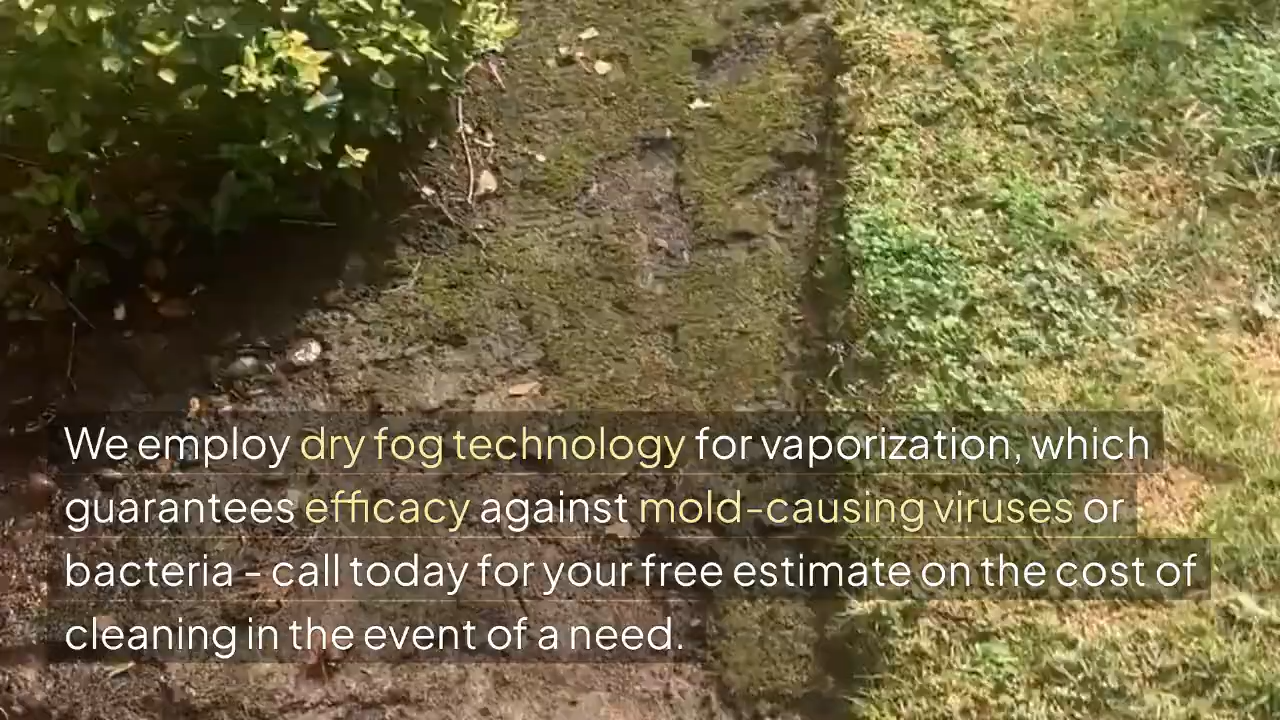 We employ dry fog technology for vaporization, which
guarantees efficacy against mold-causing viruses or
bacteria - call today for your free estimate on the cost of
cleaning in the event of a need.